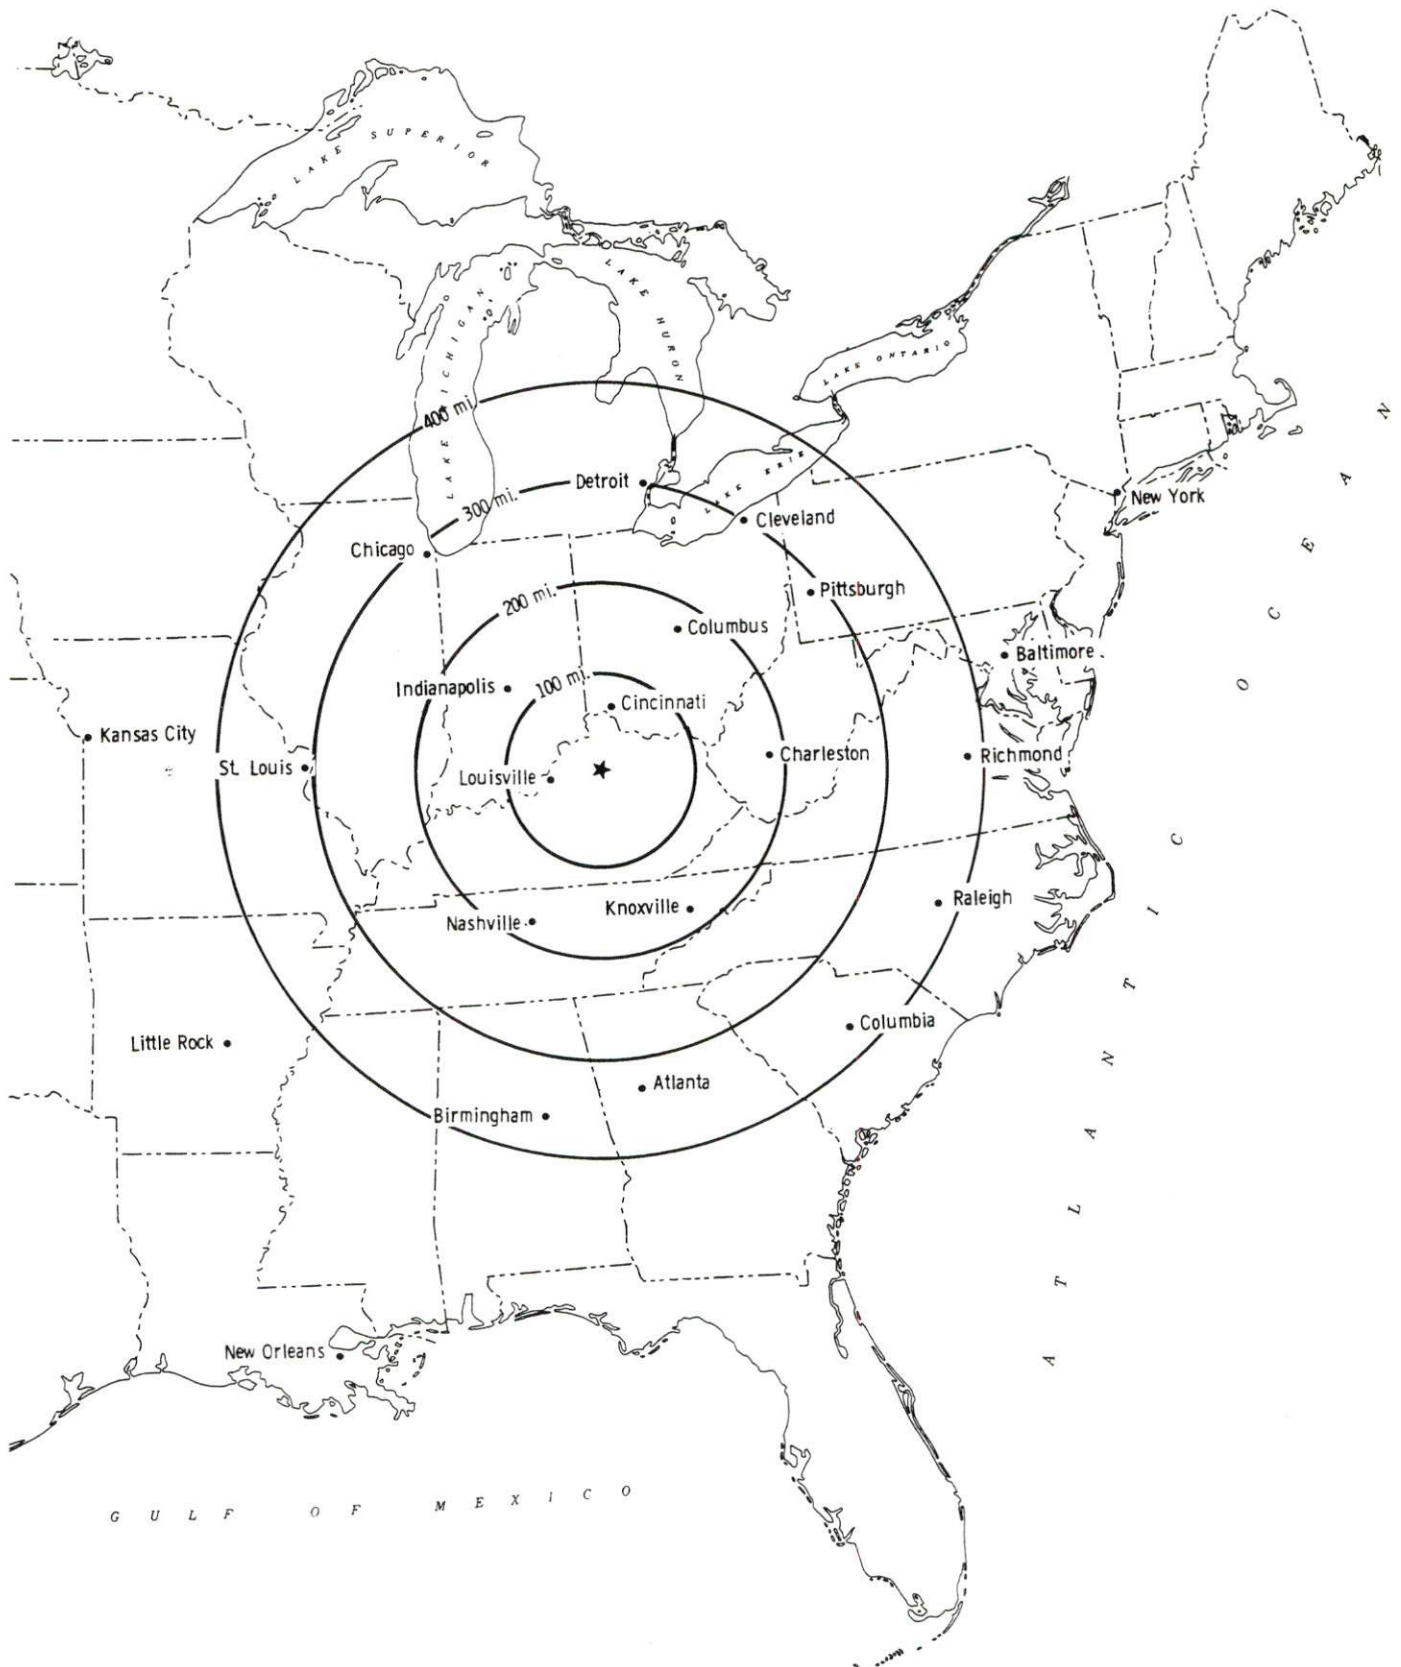 LAKE SUPERIOR
LAKE MICHIGAN
LAKE HURON
LAKE ONTARIO
LAKE ERIE
400 mi.
Detroit
300 mi.
New York
Cleveland
Chicago
Pittsburgh
200 mi.
Columbus
Baltimore
Indianapolis
100 mi.
Cincinnati
Kansas City
St. Louis
Louisville
Charleston
Richmond
Nashville
Knoxville
Raleigh
Little Rock
Columbia
Atlanta
Birmingham
New Orleans
ATLANTIC OCEAN
GULF OF MEXICO